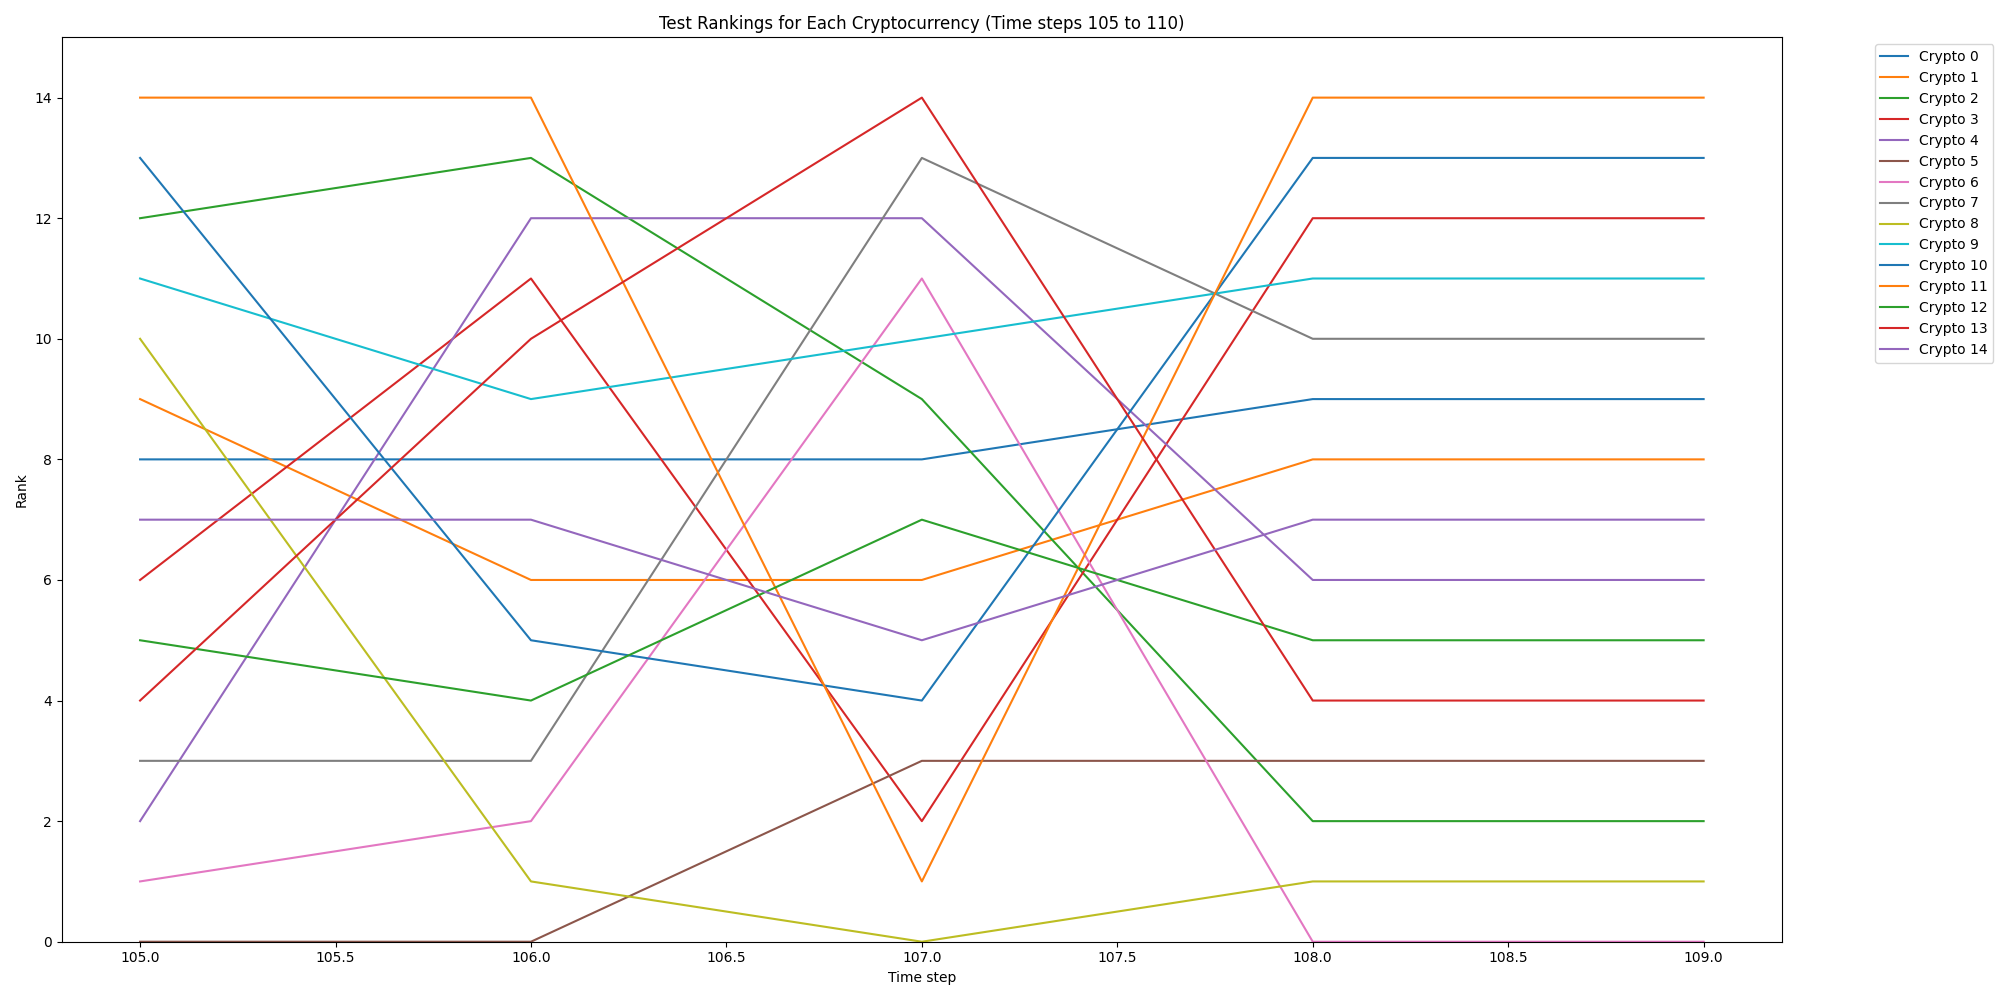 Test Rankings for Each Cryptocurrency (Time steps 105 to 110)
Rank
14
12
10
8
6
4
2
0
105.0 105.5 106.0 106.5 107.0 107.5 108.0 108.5 109.0
Time step
Crypto 0
Crypto 1
Crypto 2
Crypto 3
Crypto 4
Crypto 5
Crypto 6
Crypto 7
Crypto 8
Crypto 9
Crypto 10
Crypto 11
Crypto 12
Crypto 13
Crypto 14